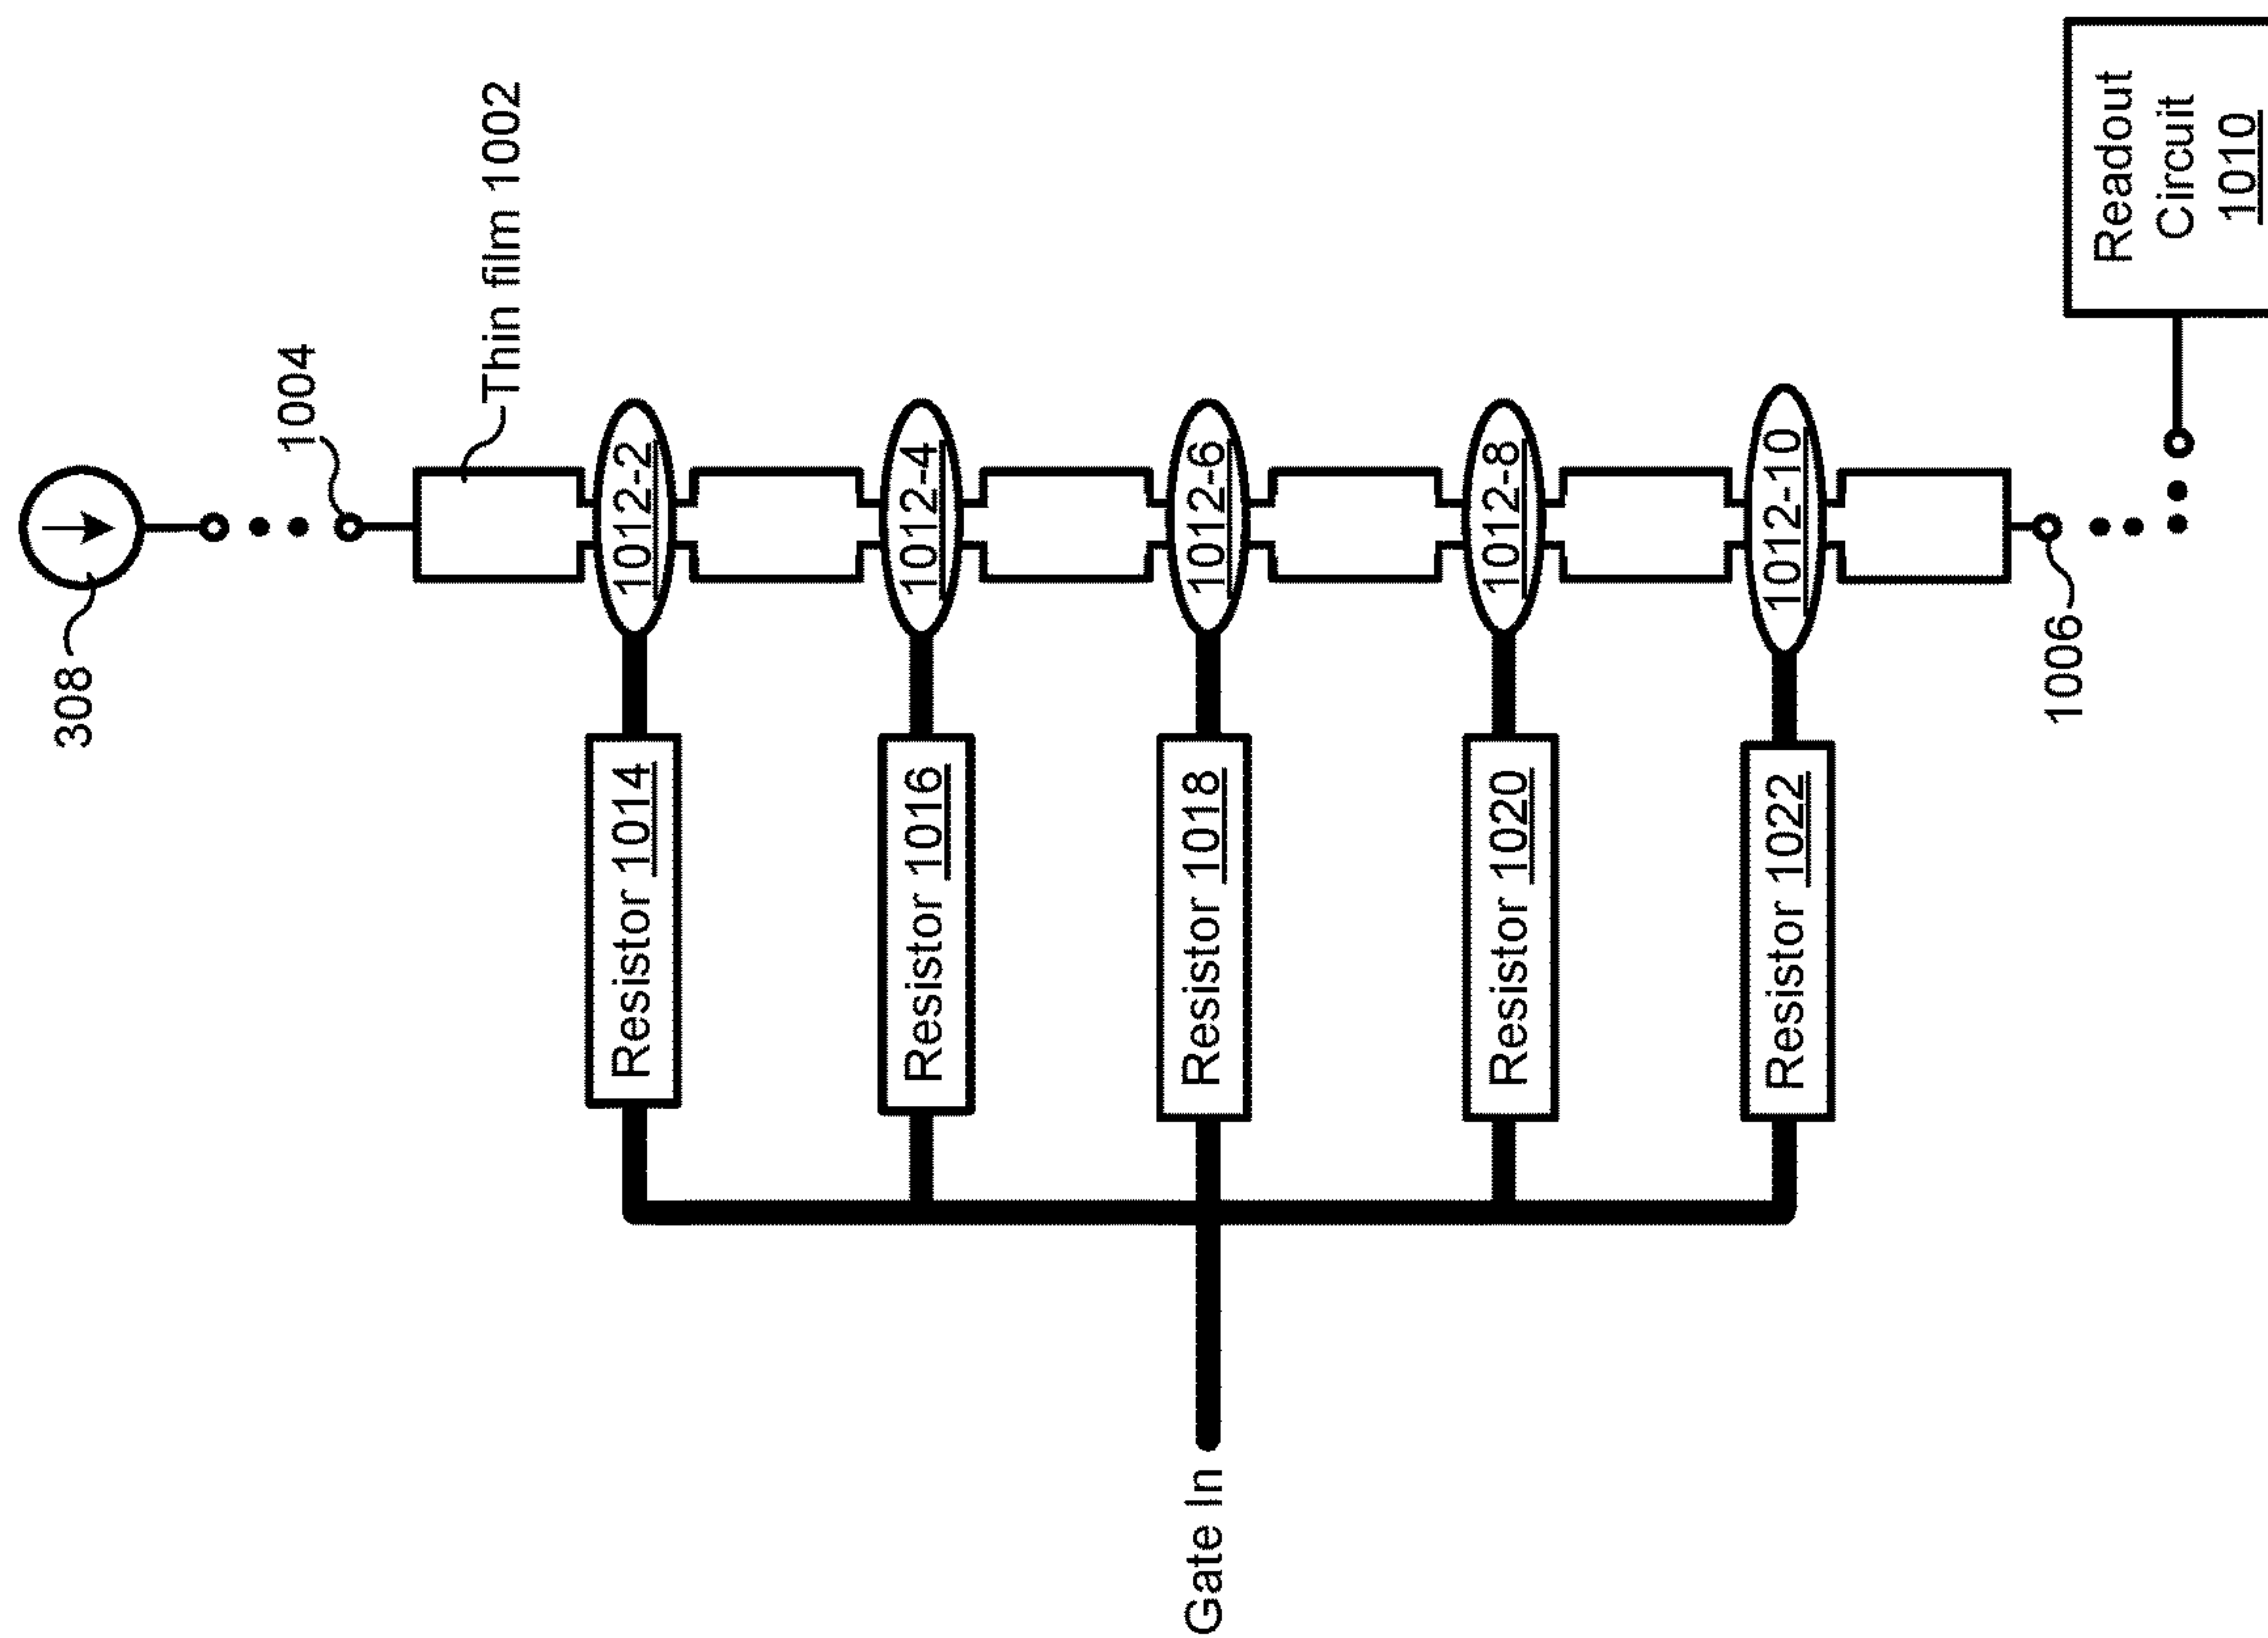 308
1004
Thin film 1002
1012-2
1012-4
1012-6
1012-8
1012-10
Resistor 1014
Resistor 1016
Resistor 1018
Resistor 1020
Resistor 1022
Gate In
1006
Readout
Circuit
1010